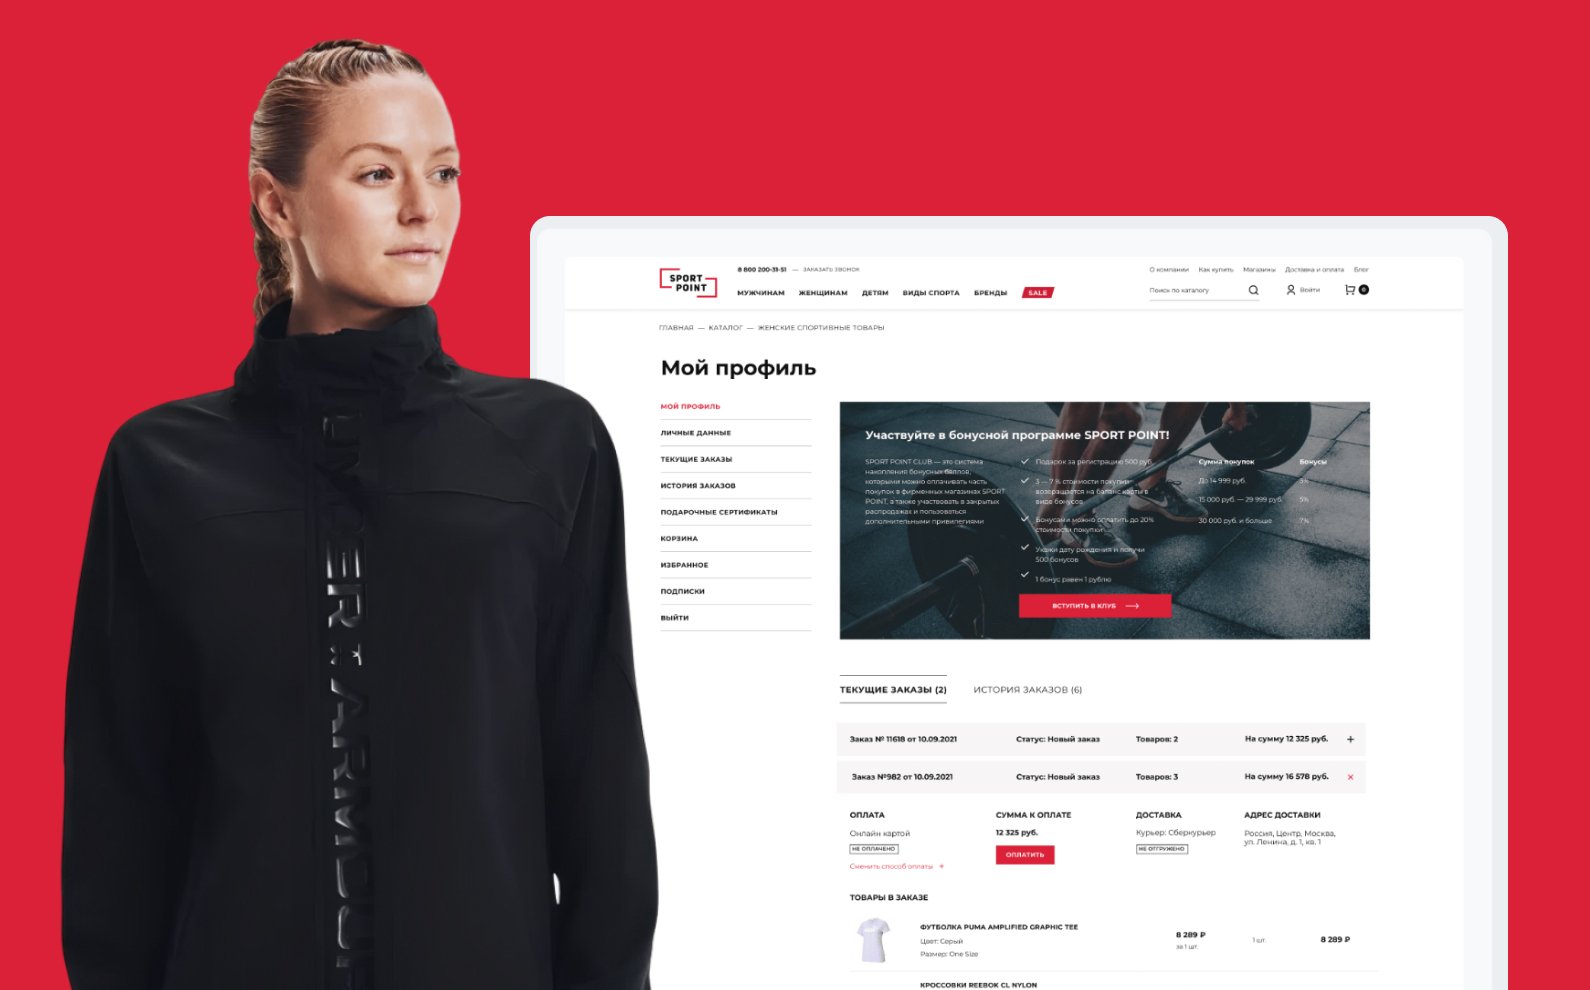 SPORT
POINT
8 800 200-31-51 — ЗАКАЗАТЬ ЗВОНОК
О компании Как купить Магазины Доставка и оплата Блог
МУЖЧИНАМ ЖЕНЩИНАМ ДЕТЯМ ВИДЫ СПОРТА БРЕНДЫ SALE
Поиск по каталогу Войти 0
ГЛАВНАЯ — КАТАЛОГ — ЖЕНСКИЕ СПОРТИВНЫЕ ТОВАРЫ
Мой профиль
МОЙ ПРОФИЛЬ
ЛИЧНЫЕ ДАННЫЕ
ТЕКУЩИЕ ЗАКАЗЫ
ИСТОРИЯ ЗАКАЗОВ
ПОДАРОЧНЫЕ СЕРТИФИКАТЫ
КОРЗИНА
ИЗБРАННОЕ
ПОДПИСКИ
ВЫЙТИ
Участвуйте в бонусной программе SPORT POINT!
SPORT POINT CLUB — это система
накопления бонусных баллов,
которыми можно оплачивать часть
покупок в фирменных магазинах SPORT
POINT, а также участвовать в закрытых
распродажах и пользоваться
дополнительными привилегиями
Подарок за регистрацию 500 руб.
3 — 7 % стоимости покупки
возвращается на баланс карты в
виде бонусов
Бонусами можно оплатить до 20%
стоимости покупки
Укажи дату рождения и получи
500 бонусов
1 бонус равен 1 рублю
Сумма покупок Бонусы
До 14 999 руб. 3%
15 000 руб. — 29 999 руб. 5%
30 000 руб. и больше 7%
ВСТУПИТЬ В КЛУБ
ТЕКУЩИЕ ЗАКАЗЫ (2) ИСТОРИЯ ЗАКАЗОВ (6)
Заказ № 11618 от 10.09.2021 Статус: Новый заказ Товаров: 2 На сумму 12 325 руб. +
Заказ №982 от 10.09.2021 Статус: Новый заказ Товаров: 3 На сумму 16 578 руб. ×
ОПЛАТА СУММА К ОПЛАТЕ ДОСТАВКА АДРЕС ДОСТАВКИ
Онлайн картой 12 325 руб. Курьер: Сберкурьер Россия, Центр, Москва,
ул. Ленина, д. 1, кв. 1
НЕ ОПЛАЧЕНО ОПЛАТИТЬ НЕ ОТГРУЖЕНО
Сменить способ оплаты +
ТОВАРЫ В ЗАКАЗЕ
ФУТБОЛКА PUMA AMPLIFIED GRAPHIC TEE
Цвет: Серый
Размер: One Size
8 289 ₽
за 1 шт.
1 шт.
8 289 ₽
КРОССОВКИ REEBOK CL NYLON